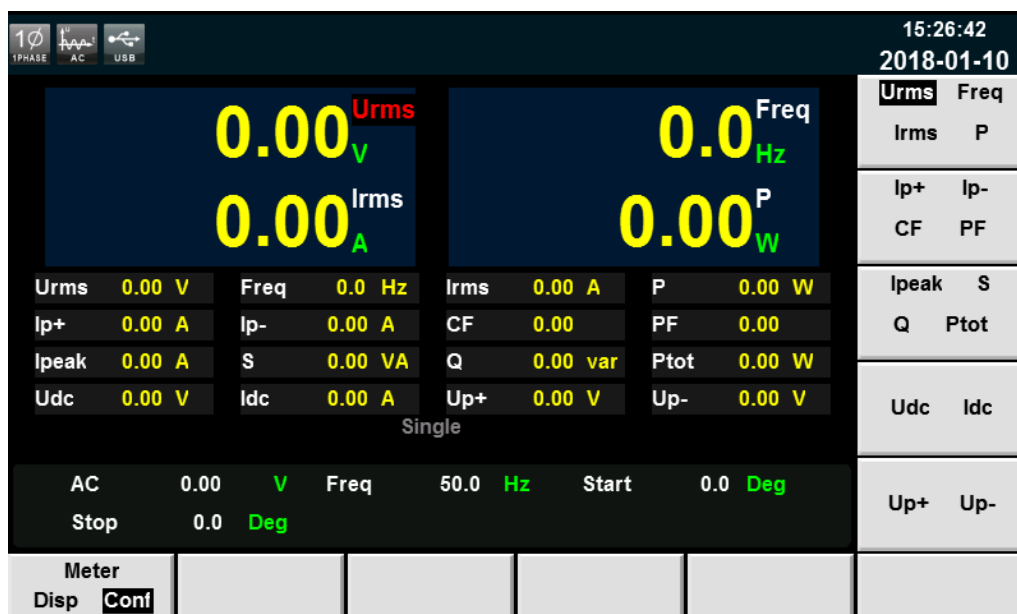 1Ø U t 15:26:42
1PHASE AC USB 2018-01-10
0.00 Urms V 0.0 Freq Hz
0.00 Irms A 0.00 P W
Urms 0.00 V Freq 0.0 Hz Irms 0.00 A P 0.00 W
Ip+ 0.00 A Ip- 0.00 A CF 0.00 PF 0.00
Ipeak 0.00 A S 0.00 VA Q 0.00 var Ptot 0.00 W
Udc 0.00 V Idc 0.00 A Up+ 0.00 V Up- 0.00 V
Single
AC 0.00 V Freq 50.0 Hz Start 0.0 Deg
Stop 0.0 Deg
Urms Freq
Irms P
Ip+ Ip-
CF PF
Ipeak S
Q Ptot
Udc Idc
Up+ Up-
Meter
Disp Conf